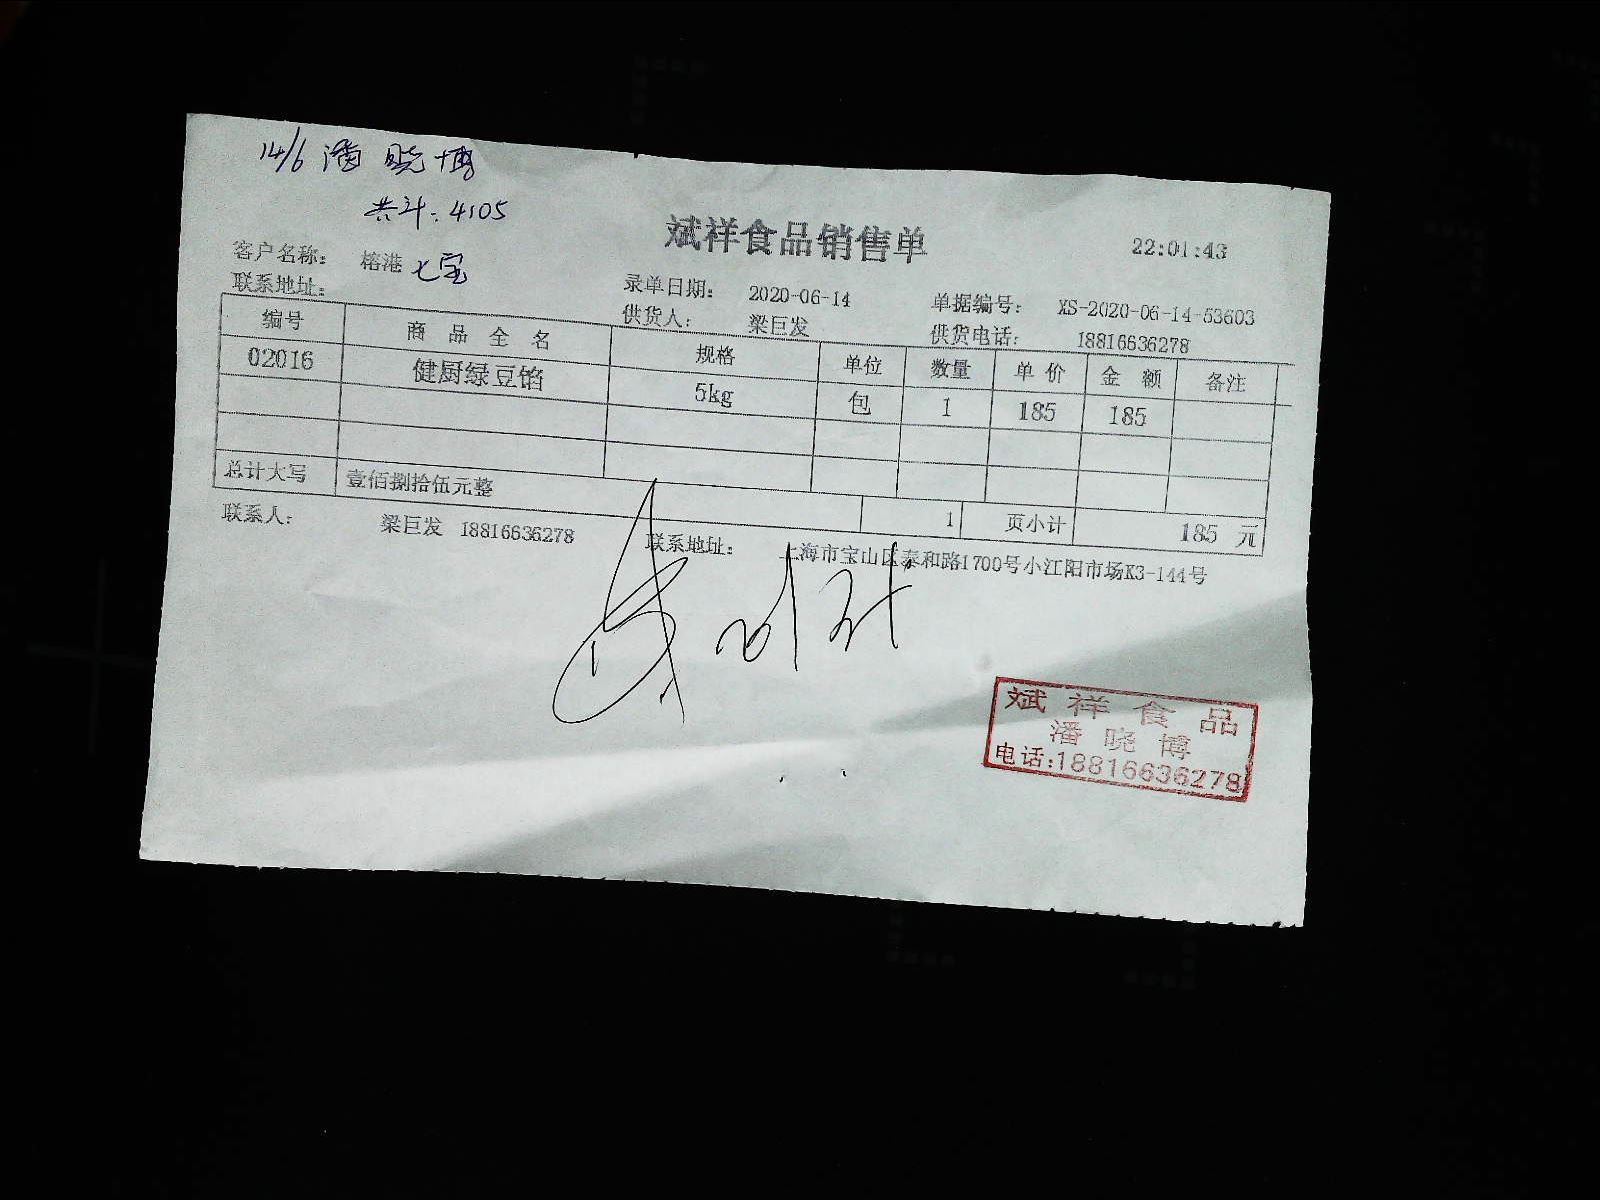 14/6 潘晓博
共计: 4105
斌祥食品销售单
22:01:43
客户名称: 榕港 七宝
联系地址:
录单日期: 2020-06-14 单据编号: XS-2020-06-14-53603
供货人: 梁巨发 供货电话: 18816636278
编号 商品全名 规格 单位 数量 单价 金额 备注
02016 健厨绿豆馅 5kg 包 1 185 185
总计大写 壹佰捌拾伍元整 1 页小计 185 元
联系人: 梁巨发 18816636278 联系地址: 上海市宝山区泰和路1700号小江阳市场K3-144号
斌祥食品
潘晓博
电话:18816636278